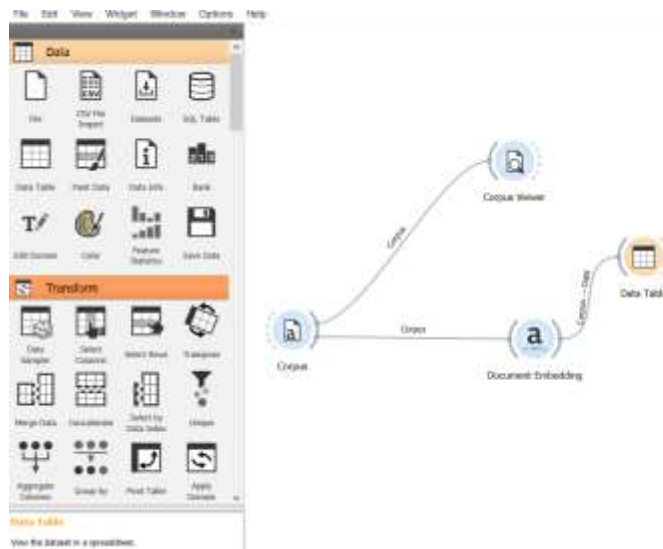 File Edit View Widget Window Options Help
Data
File CSV File Import Datasets SQL Table
Data Table Paint Data Data Info Rank
Edit Domain Color Feature Statistics Save Data
Transform
Data Sampler Select Columns Select Rows Transpose
Merge Data Concatenate Select by Data Index Unique
Aggregate Columns Group by Pivot Table Apply Domain
Data Table
View the dataset in a spreadsheet.
Corpus Viewer
Corpus
Corpus → Data
Data Tabl
Corpus
Corpus
a
Document Embedding